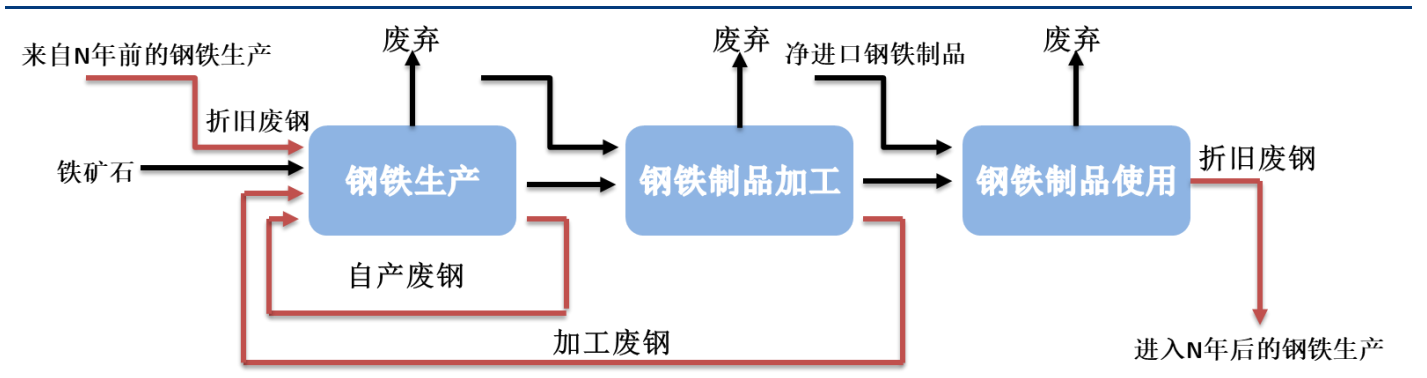 废弃
废弃
净进口钢铁制品
废弃
来自N年前的钢铁生产
折旧废钢
铁矿石
钢铁生产
钢铁制品加工
钢铁制品使用
折旧废钢
自产废钢
加工废钢
进入N年后的钢铁生产